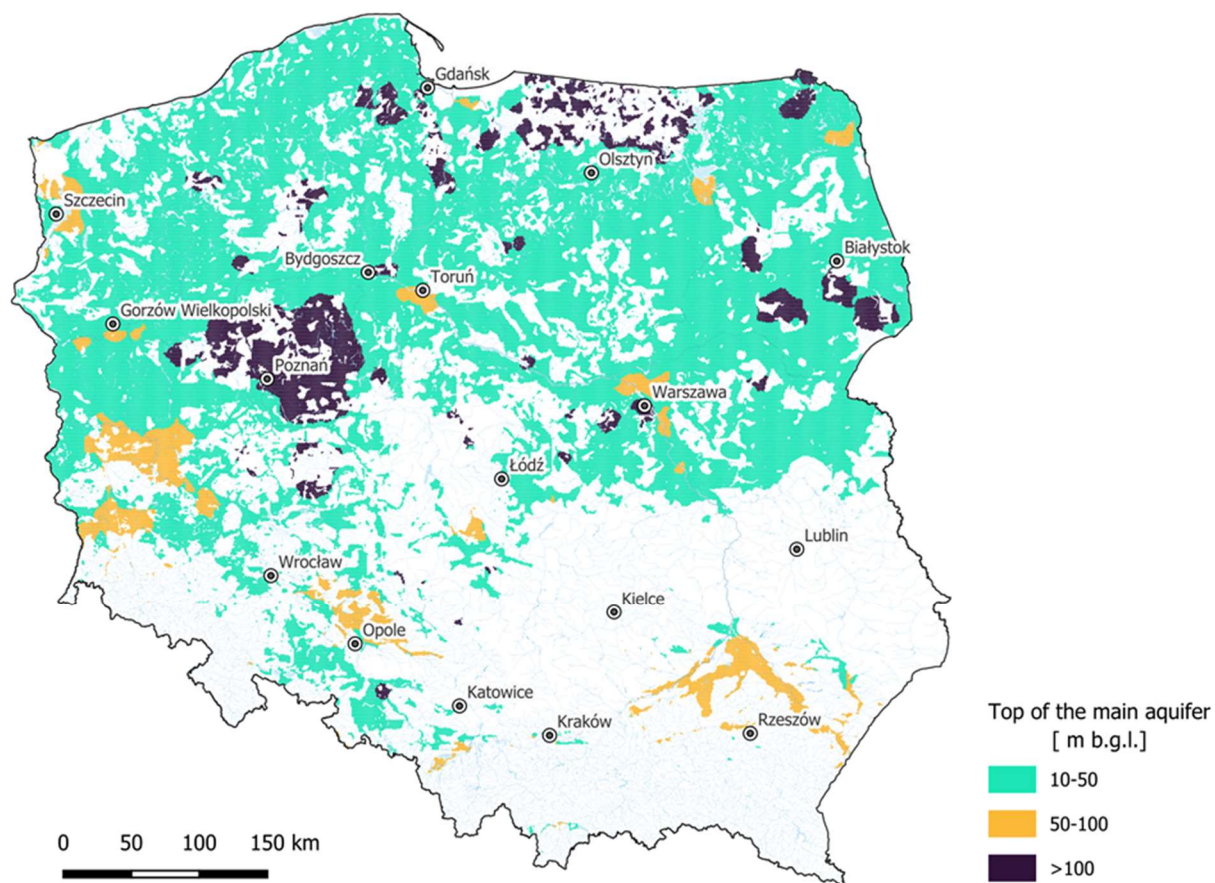 Gdańsk
Olsztyn
Szczecin
Białystok
Bydgoszcz
Toruń
Gorzów Wielkopolski
Poznań
Warszawa
Łódź
Lublin
Wrocław
Kielce
Opole
Katowice
Kraków
Rzeszów
Top of the main aquifer
[ m b.g.l.]
10-50
50-100
>100
0 50 100 150 km